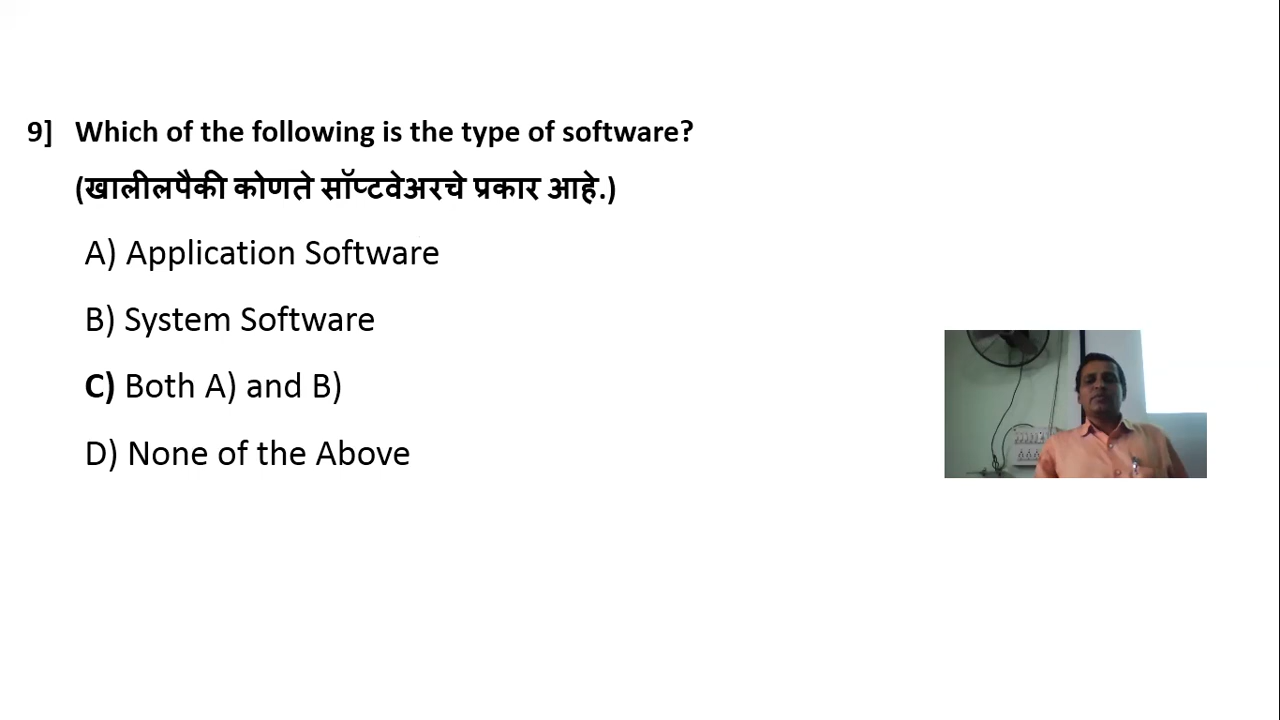 9] Which of the following is the type of software?
(खालीलपैकी कोणते सॉप्टवेअरचे प्रकार आहे.)
A) Application Software
B) System Software
C) Both A) and B)
D) None of the Above